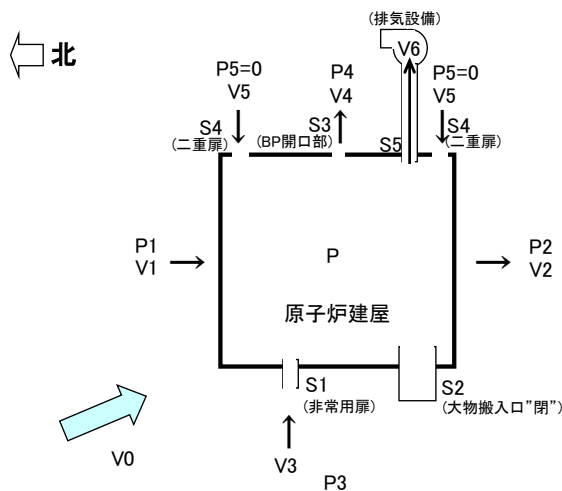 (排気設備)
北
V6
P5=0
V5
P4
V4
P5=0
V5
S4
(二重扉)
S3
(BP開口部)
S5
S4
(二重扉)
P1
V1
P
P2
V2
原子炉建屋
S1
(非常用扉)
S2
(大物搬入口”閉”)
V0
V3
P3